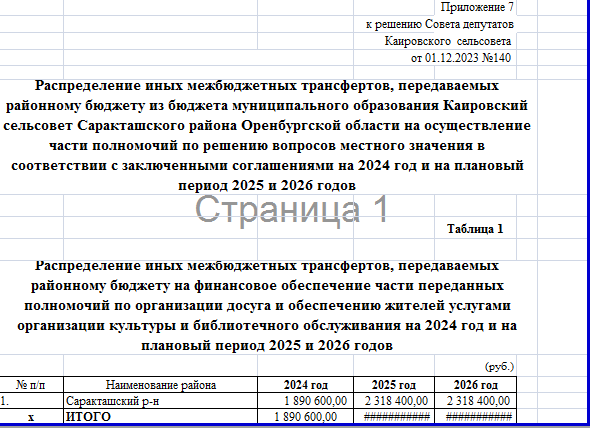 Приложение 7
к решению Совета депутатов
Каировского сельсовета
от 01.12.2023 №140
Распределение иных межбюджетных трансфертов, передаваемых
районному бюджету из бюджета муниципального образования Каировский
сельсовет Саракташского района Оренбургской области на осуществление
части полномочий по решению вопросов местного значения в
соответствии с заключенными соглашениями на 2024 год и на плановый
период 2025 и 2026 годов
Страница 1
Таблица 1
Распределение иных межбюджетных трансфертов, передаваемых
районному бюджету на финансовое обеспечение части переданных
полномочий по организации досуга и обеспечению жителей услугами
организации культуры и библиотечного обслуживания на 2024 год и на
плановый период 2025 и 2026 годов
(руб.)
№ п/п Наименование района 2024 год 2025 год 2026 год
1. Саракташский р-н 1 890 600,00 2 318 400,00 2 318 400,00
х ИТОГО 1 890 600,00 ########### ###########